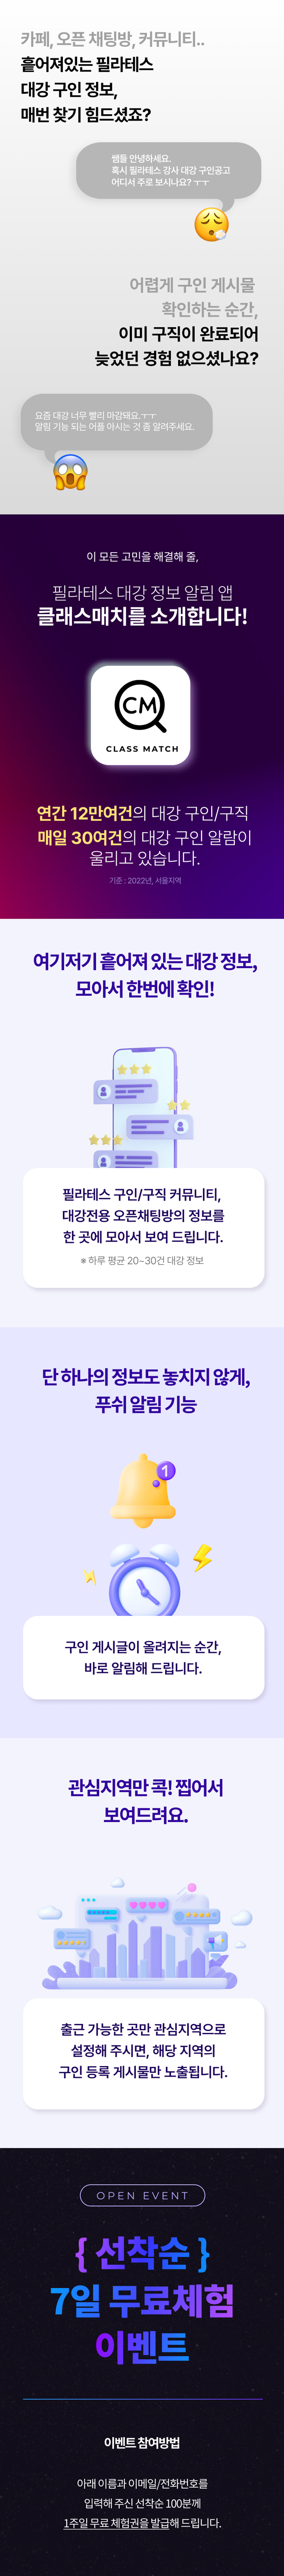 카페, 오픈 채팅방, 커뮤니티..
흩어져있는 필라테스
대강 구인 정보,
매번 찾기 힘드셨죠?
쌤들 안녕하세요.
혹시 필라테스 강사 대강 구인공고
어디서 주로 보시나요? ㅜㅜ
어렵게 구인 게시물
확인하는 순간,
이미 구직이 완료되어
늦었던 경험 없으셨나요?
요즘 대강 너무 빨리 마감돼요.ㅜㅜ
알림 기능 되는 어플 아시는 것 좀 알려주세요.
이 모든 고민을 해결해 줄,
필라테스 대강 정보 알림 앱
클래스매치를 소개합니다!
CM
CLASS MATCH
연간 12만여건의 대강 구인/구직
매일 30여건의 대강 구인 알람이
울리고 있습니다.
기준 : 2022년, 서울지역
여기저기 흩어져 있는 대강 정보,
모아서 한번에 확인!
필라테스 구인/구직 커뮤니티,
대강전용 오픈채팅방의 정보를
한 곳에 모아서 보여 드립니다.
※ 하루 평균 20~30건 대강 정보
단 하나의 정보도 놓치지 않게,
푸쉬 알림 기능
1
구인 게시글이 올려지는 순간,
바로 알림해 드립니다.
관심지역만 콕! 찝어서
보여드려요.
출근 가능한 곳만 관심지역으로
설정해 주시면, 해당 지역의
구인 등록 게시물만 노출됩니다.
OPEN EVENT
{ 선착순 }
7일 무료체험
이벤트
이벤트 참여방법
아래 이름과 이메일/전화번호를
입력해 주신 선착순 100분께
1주일 무료 체험권을 발급해 드립니다.